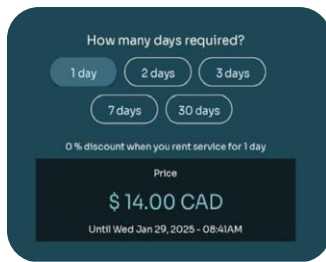 How many days required?
1 day 2 days 3 days
7 days 30 days
0 % discount when you rent service for 1 day
Price
$ 14.00 CAD
Until Wed Jan 29, 2025 - 08:41AM